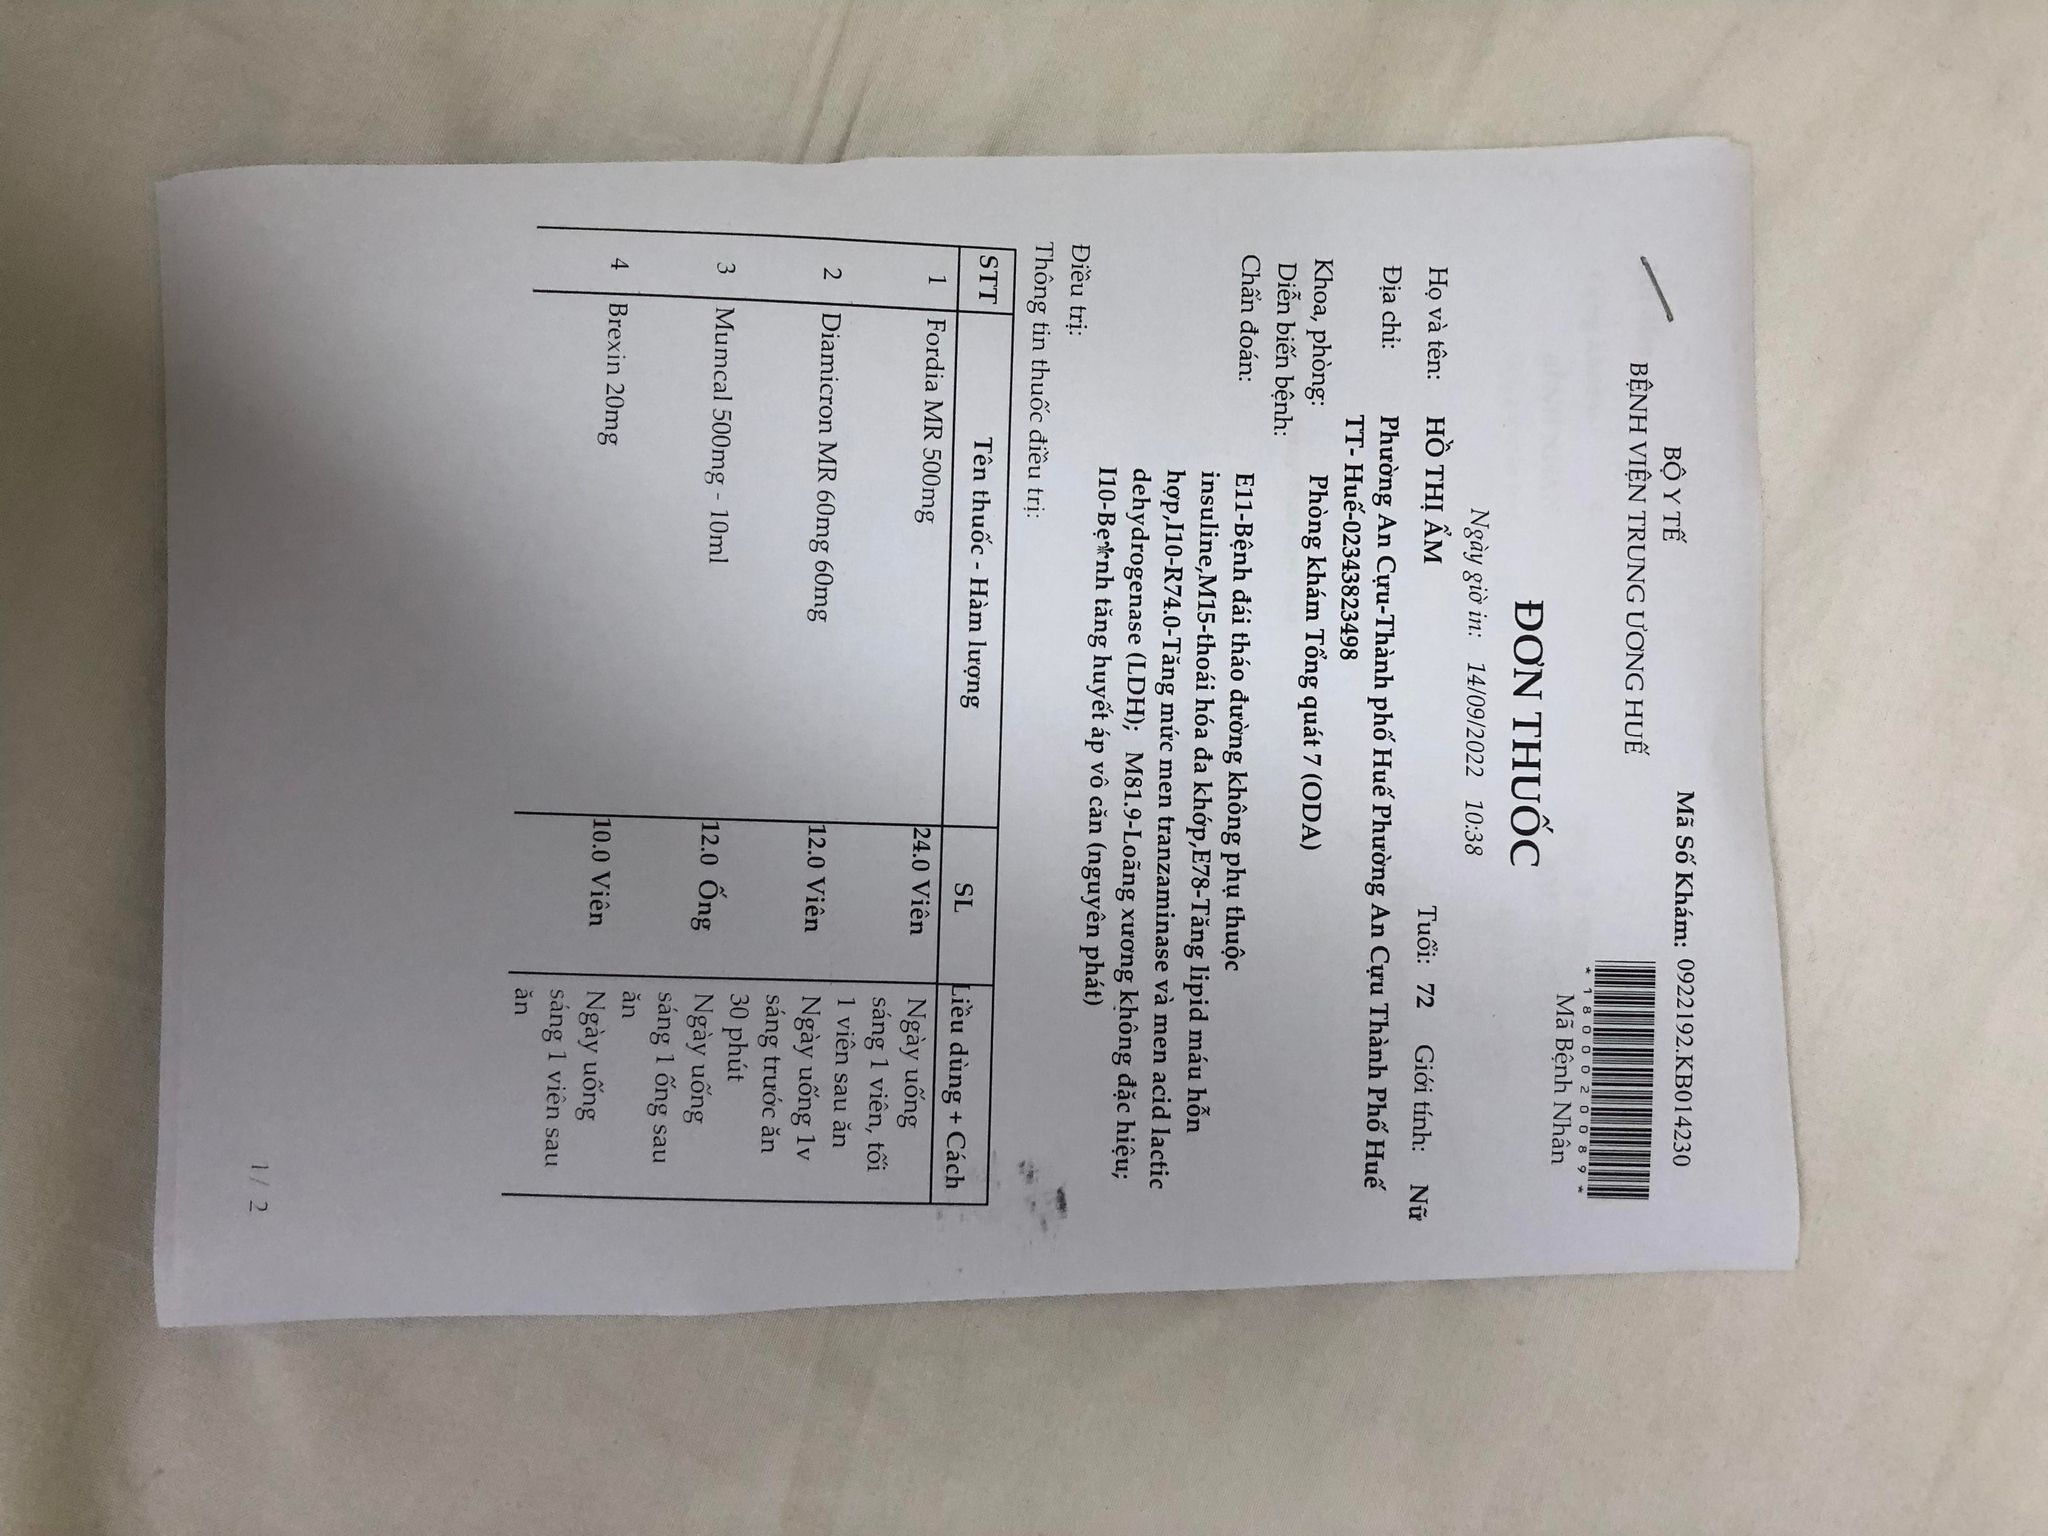 BỘ Y TẾ
BỆNH VIỆN TRUNG ƯƠNG HUẾ
Mã Số Khám: 0922192.KB014230
*1800020089*
Mã Bệnh Nhân
ĐƠN THUỐC
Ngày giờ in: 14/09/2022 10:38
Họ và tên: HỒ THỊ ẨM Tuổi: 72 Giới tính: Nữ
Địa chỉ: Phường An Cựu-Thành phố Huế Phường An Cựu Thành Phố Huế
TT- Huế-02343823498
Khoa, phòng: Phòng khám Tổng quát 7 (ODA)
Diễn biến bệnh:
Chẩn đoán: E11-Bệnh đái tháo đường không phụ thuộc
insuline,M15-thoái hóa đa khớp,E78-Tăng lipid máu hỗn
hợp,I10-R74.0-Tăng mức men tranzaminase và men acid lactic
dehydrogenase (LDH); M81.9-Loãng xương không đặc hiệu;
I10-Bệnh tăng huyết áp vô căn (nguyên phát)
Điều trị:
Thông tin thuốc điều trị:
STT Tên thuốc - Hàm lượng SL Liều dùng + Cách
1 Fordia MR 500mg 24.0 Viên Ngày uống
sáng 1 viên, tối
1 viên sau ăn
2 Diamicron MR 60mg 60mg 12.0 Viên Ngày uống 1v
sáng trước ăn
30 phút
3 Mumcal 500mg - 10ml 12.0 Ống Ngày uống
sáng 1 ống sau
ăn
4 Brexin 20mg 10.0 Viên Ngày uống
sáng 1 viên sau
ăn
1 / 2